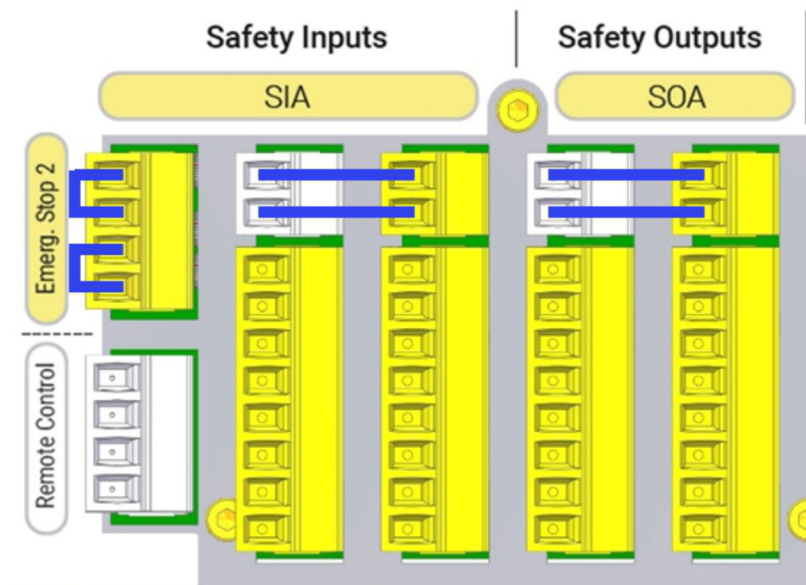 Safety Inputs
Safety Outputs
SIA
SOA
Emerg. Stop 2
Remote Control